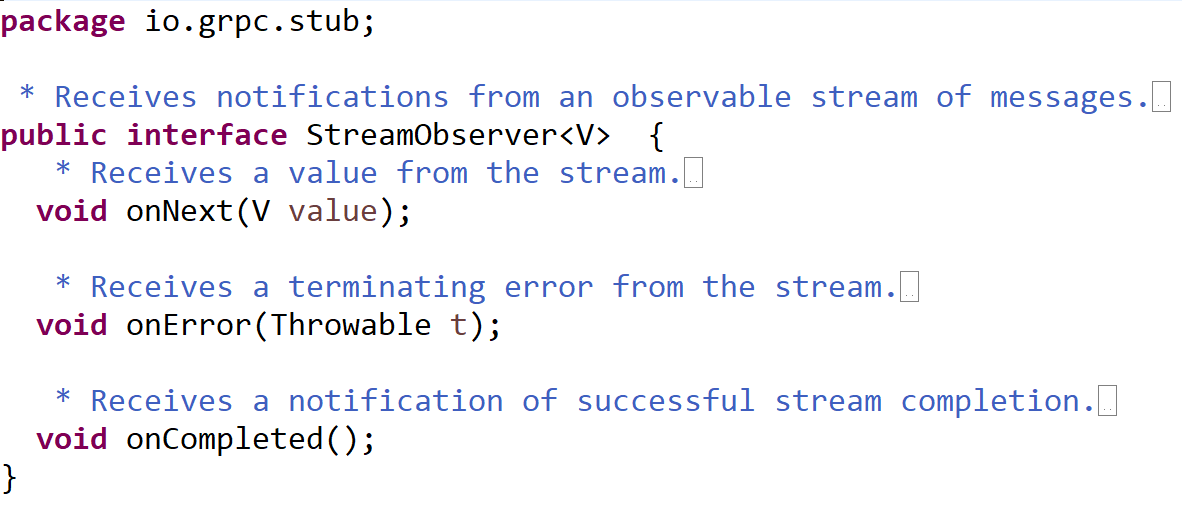 package io.grpc.stub;
* Receives notifications from an observable stream of messages.
public interface StreamObserver<V>  {
* Receives a value from the stream.
void onNext(V value);
* Receives a terminating error from the stream.
void onError(Throwable t);
* Receives a notification of successful stream completion.
void onCompleted();
}